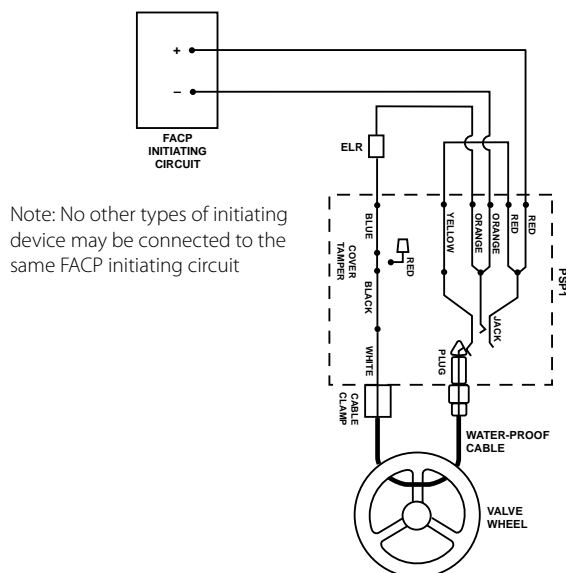 +
–
FACP
INITIATING
CIRCUIT
ELR
Note: No other types of initiating
device may be connected to the
same FACP initiating circuit
BLUE
COVER
TAMPER
RED
BLACK
WHITE
YELLOW
ORANGE
ORANGE
RED
RED
PSP1
JACK
PLUG
CABLE
CLAMP
WATER-PROOF
CABLE
VALVE
WHEEL